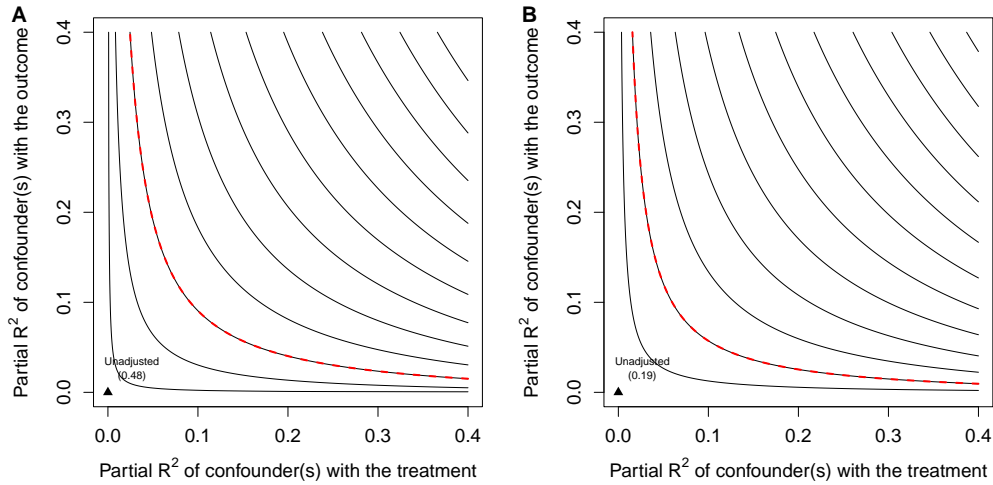 A
Partial R² of confounder(s) with the outcome
0.4
0.3
0.2
0.1
0.0
Unadjusted
(0.48)
0.0 0.1 0.2 0.3 0.4
Partial R² of confounder(s) with the treatment
B
Partial R² of confounder(s) with the outcome
0.4
0.3
0.2
0.1
0.0
Unadjusted
(0.19)
0.0 0.1 0.2 0.3 0.4
Partial R² of confounder(s) with the treatment